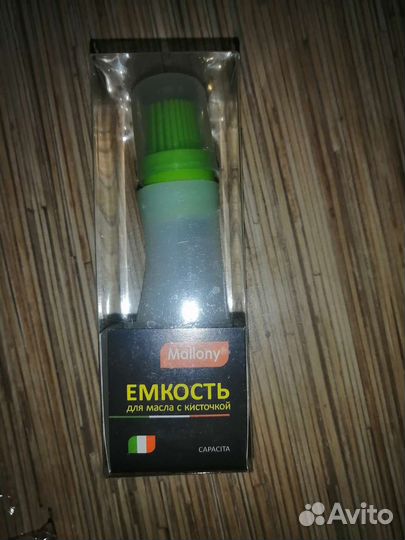 Mallony
ЕМКОСТЬ
для масла с кисточкой
CAPACITA
Avito